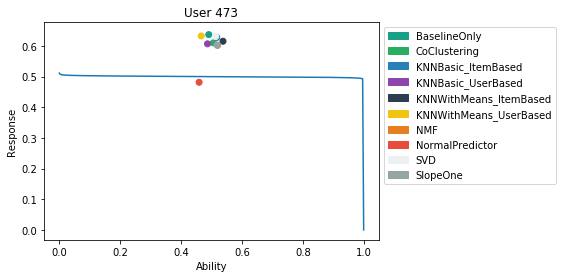 User 473
Response
0.6
0.5
0.4
0.3
0.2
0.1
0.0
0.0
0.2
0.4
0.6
0.8
1.0
Ability
BaselineOnly
CoClustering
KNNBasic_ItemBased
KNNBasic_UserBased
KNNWithMeans_ItemBased
KNNWithMeans_UserBased
NMF
NormalPredictor
SVD
SlopeOne